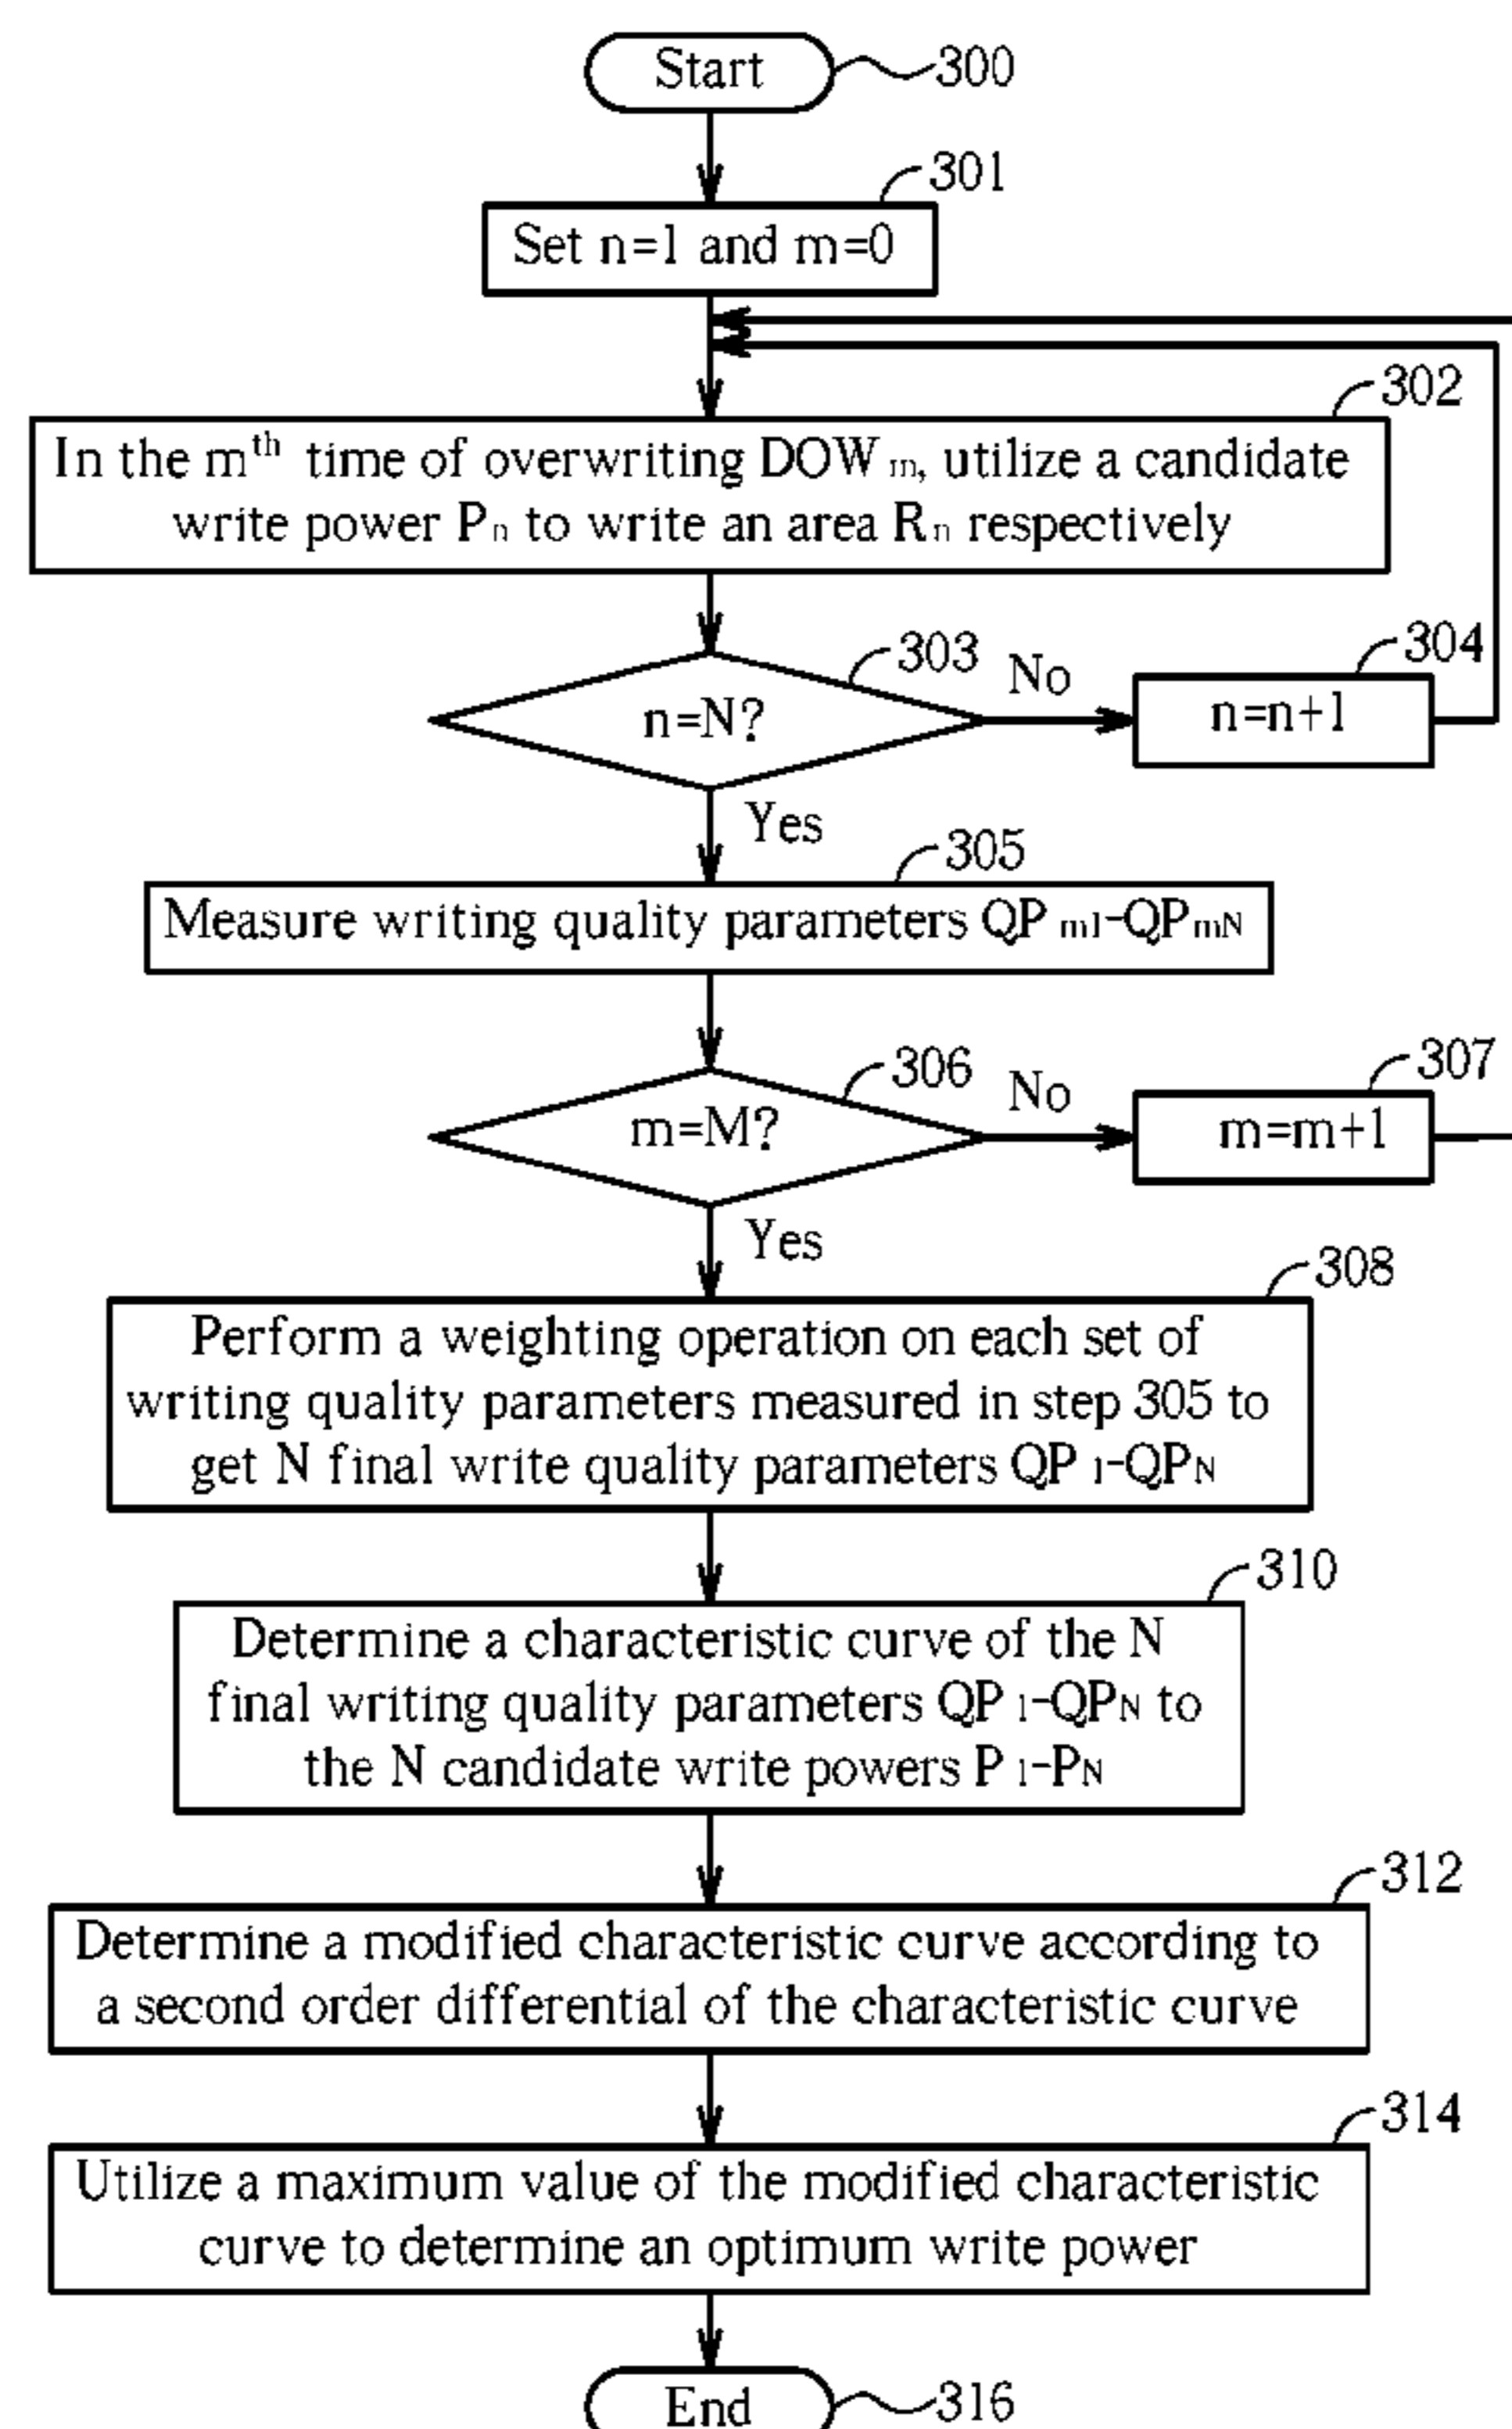 Start 300
301
Set n=1 and m=0
302
In the mth time of overwriting DOWm, utilize a candidate
write power Pn to write an area Rn respectively
303
No
304
n=N?
n=n+1
Yes
305
Measure writing quality parameters QPm1-QPmN
306
No
307
m=M?
m=m+1
Yes
308
Perform a weighting operation on each set of
writing quality parameters measured in step 305 to
get N final write quality parameters QP1-QPN
310
Determine a characteristic curve of the N
final writing quality parameters QP1-QPN to
the N candidate write powers P1-PN
312
Determine a modified characteristic curve according to
a second order differential of the characteristic curve
314
Utilize a maximum value of the modified characteristic
curve to determine an optimum write power
End 316